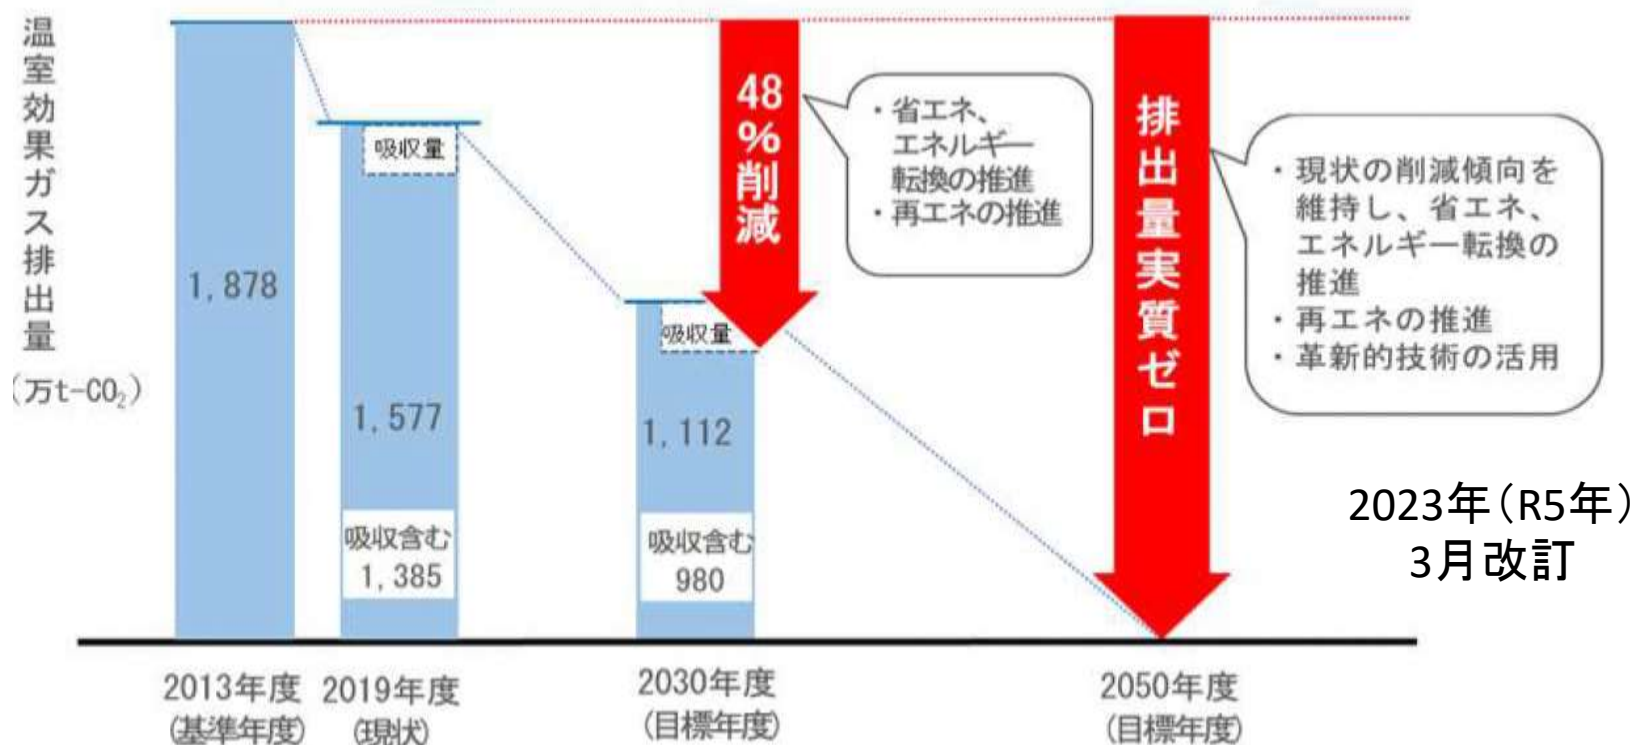 温室効果ガス排出量
(万t-CO₂)
1,878
吸収量
1,577
吸収含む
1,385
吸収量
1,112
吸収含む
980
48%削減
・省エネ、
エネルギー
転換の推進
・再エネの推進
排出量実質ゼロ
・現状の削減傾向を
維持し、省エネ、
エネルギー転換の
推進
・再エネの推進
・革新的技術の活用
2023年(R5年)
3月改訂
2013年度
(基準年度)
2019年度
(現状)
2030年度
(目標年度)
2050年度
(目標年度)